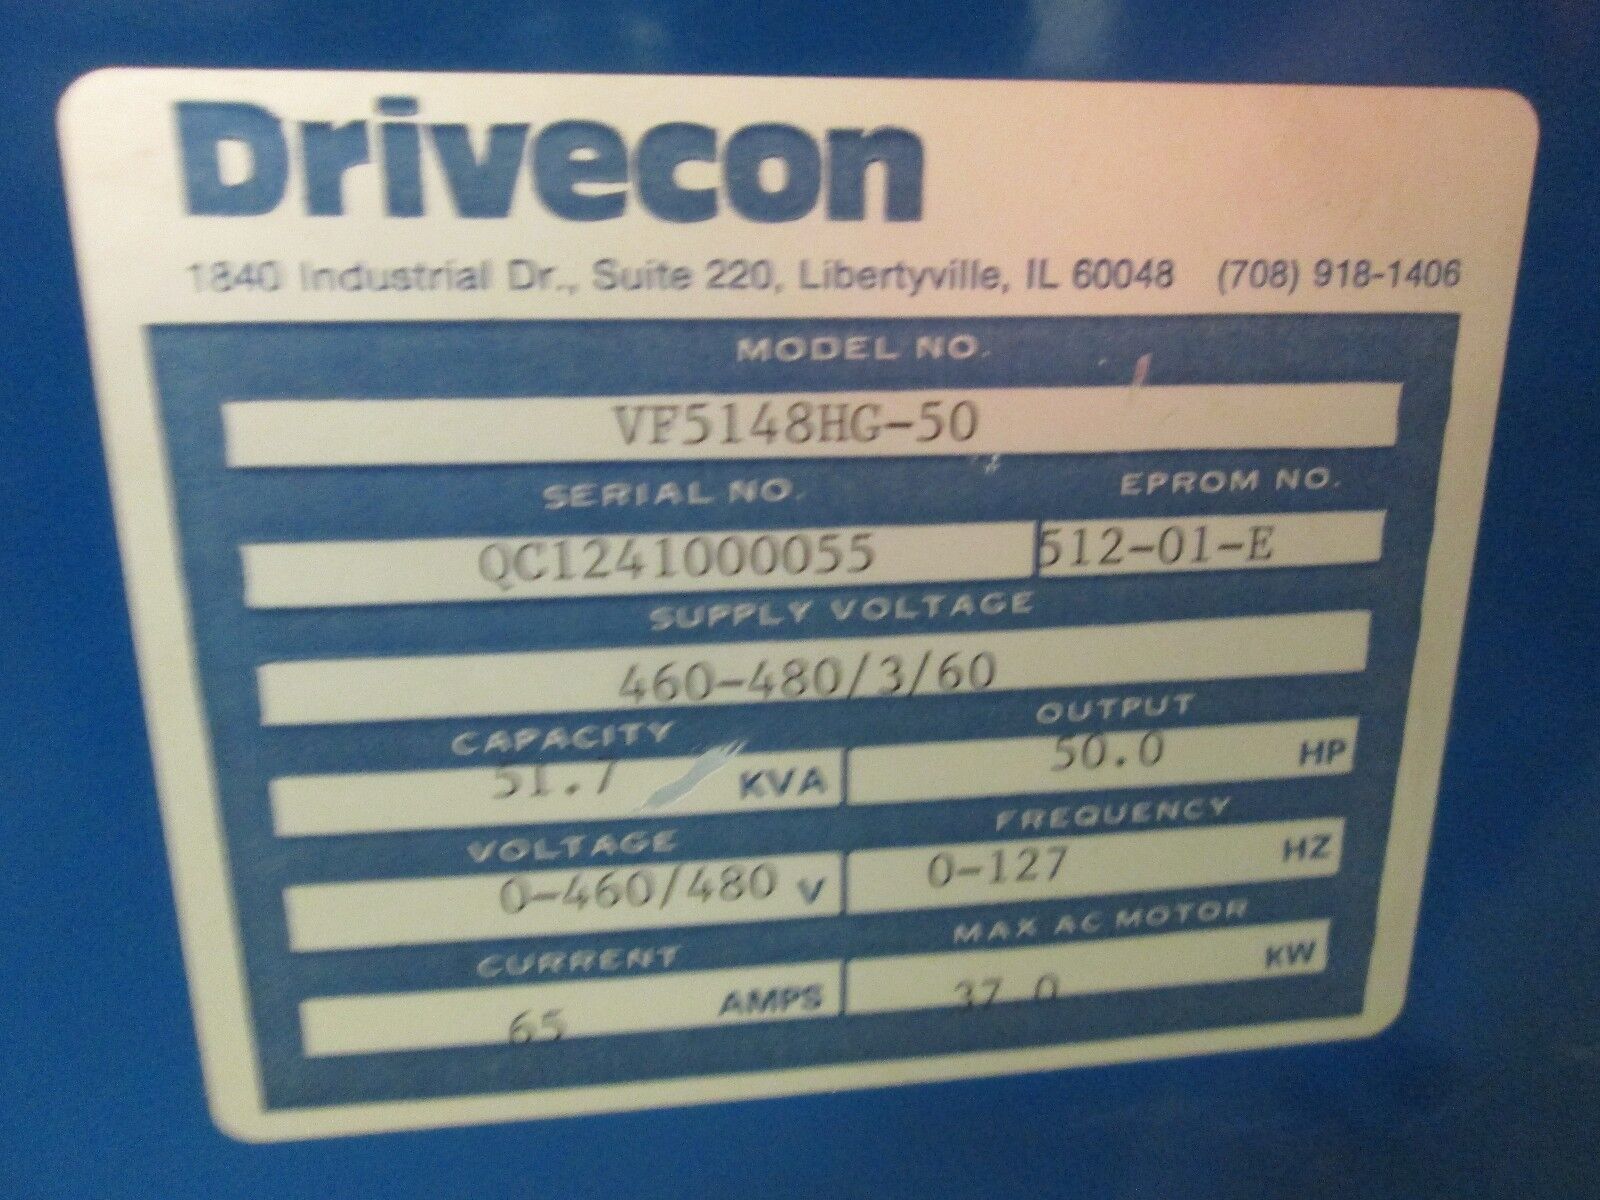 Drivecon
1840 Industrial Dr., Suite 220, Libertyville, IL 60048 (708) 918-1406
MODEL NO.
VF5148HG-50
SERIAL NO. EPROM NO.
QC1241000055 512-01-E
SUPPLY VOLTAGE
460-480/3/60
CAPACITY OUTPUT
51.7 KVA 50.0 HP
VOLTAGE FREQUENCY
0-460/480 V 0-127 HZ
CURRENT MAX AC MOTOR
65 AMPS 37.0 KW